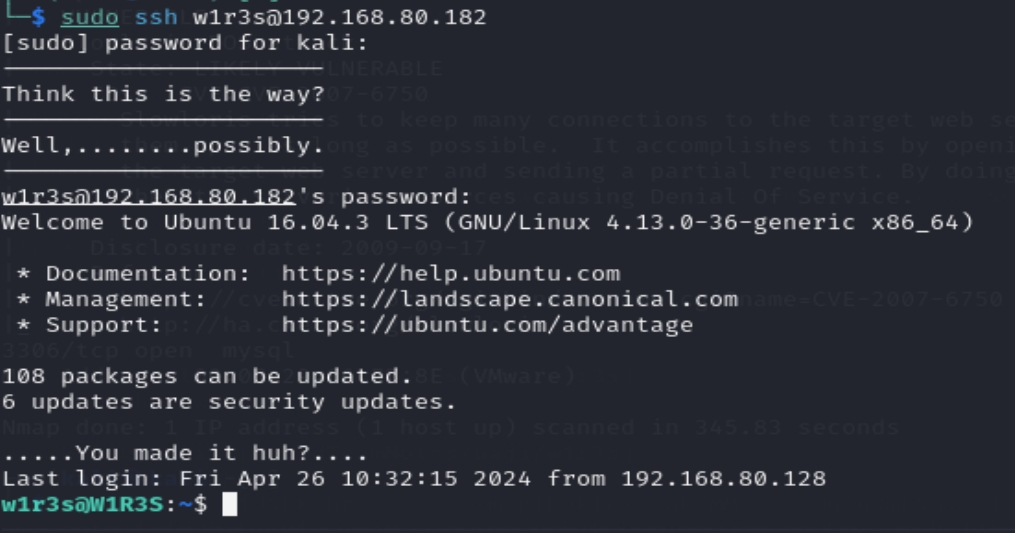 └─$ sudo ssh w1r3s@192.168.80.182
[sudo] password for kali:
Think this is the way?
Well,........possibly.
w1r3s@192.168.80.182's password:
Welcome to Ubuntu 16.04.3 LTS (GNU/Linux 4.13.0-36-generic x86_64)
* Documentation:  https://help.ubuntu.com
* Management:     https://landscape.canonical.com
* Support:        https://ubuntu.com/advantage
108 packages can be updated.
6 updates are security updates.
.....You made it huh?....
Last login: Fri Apr 26 10:32:15 2024 from 192.168.80.128
w1r3s@W1R3S:~$